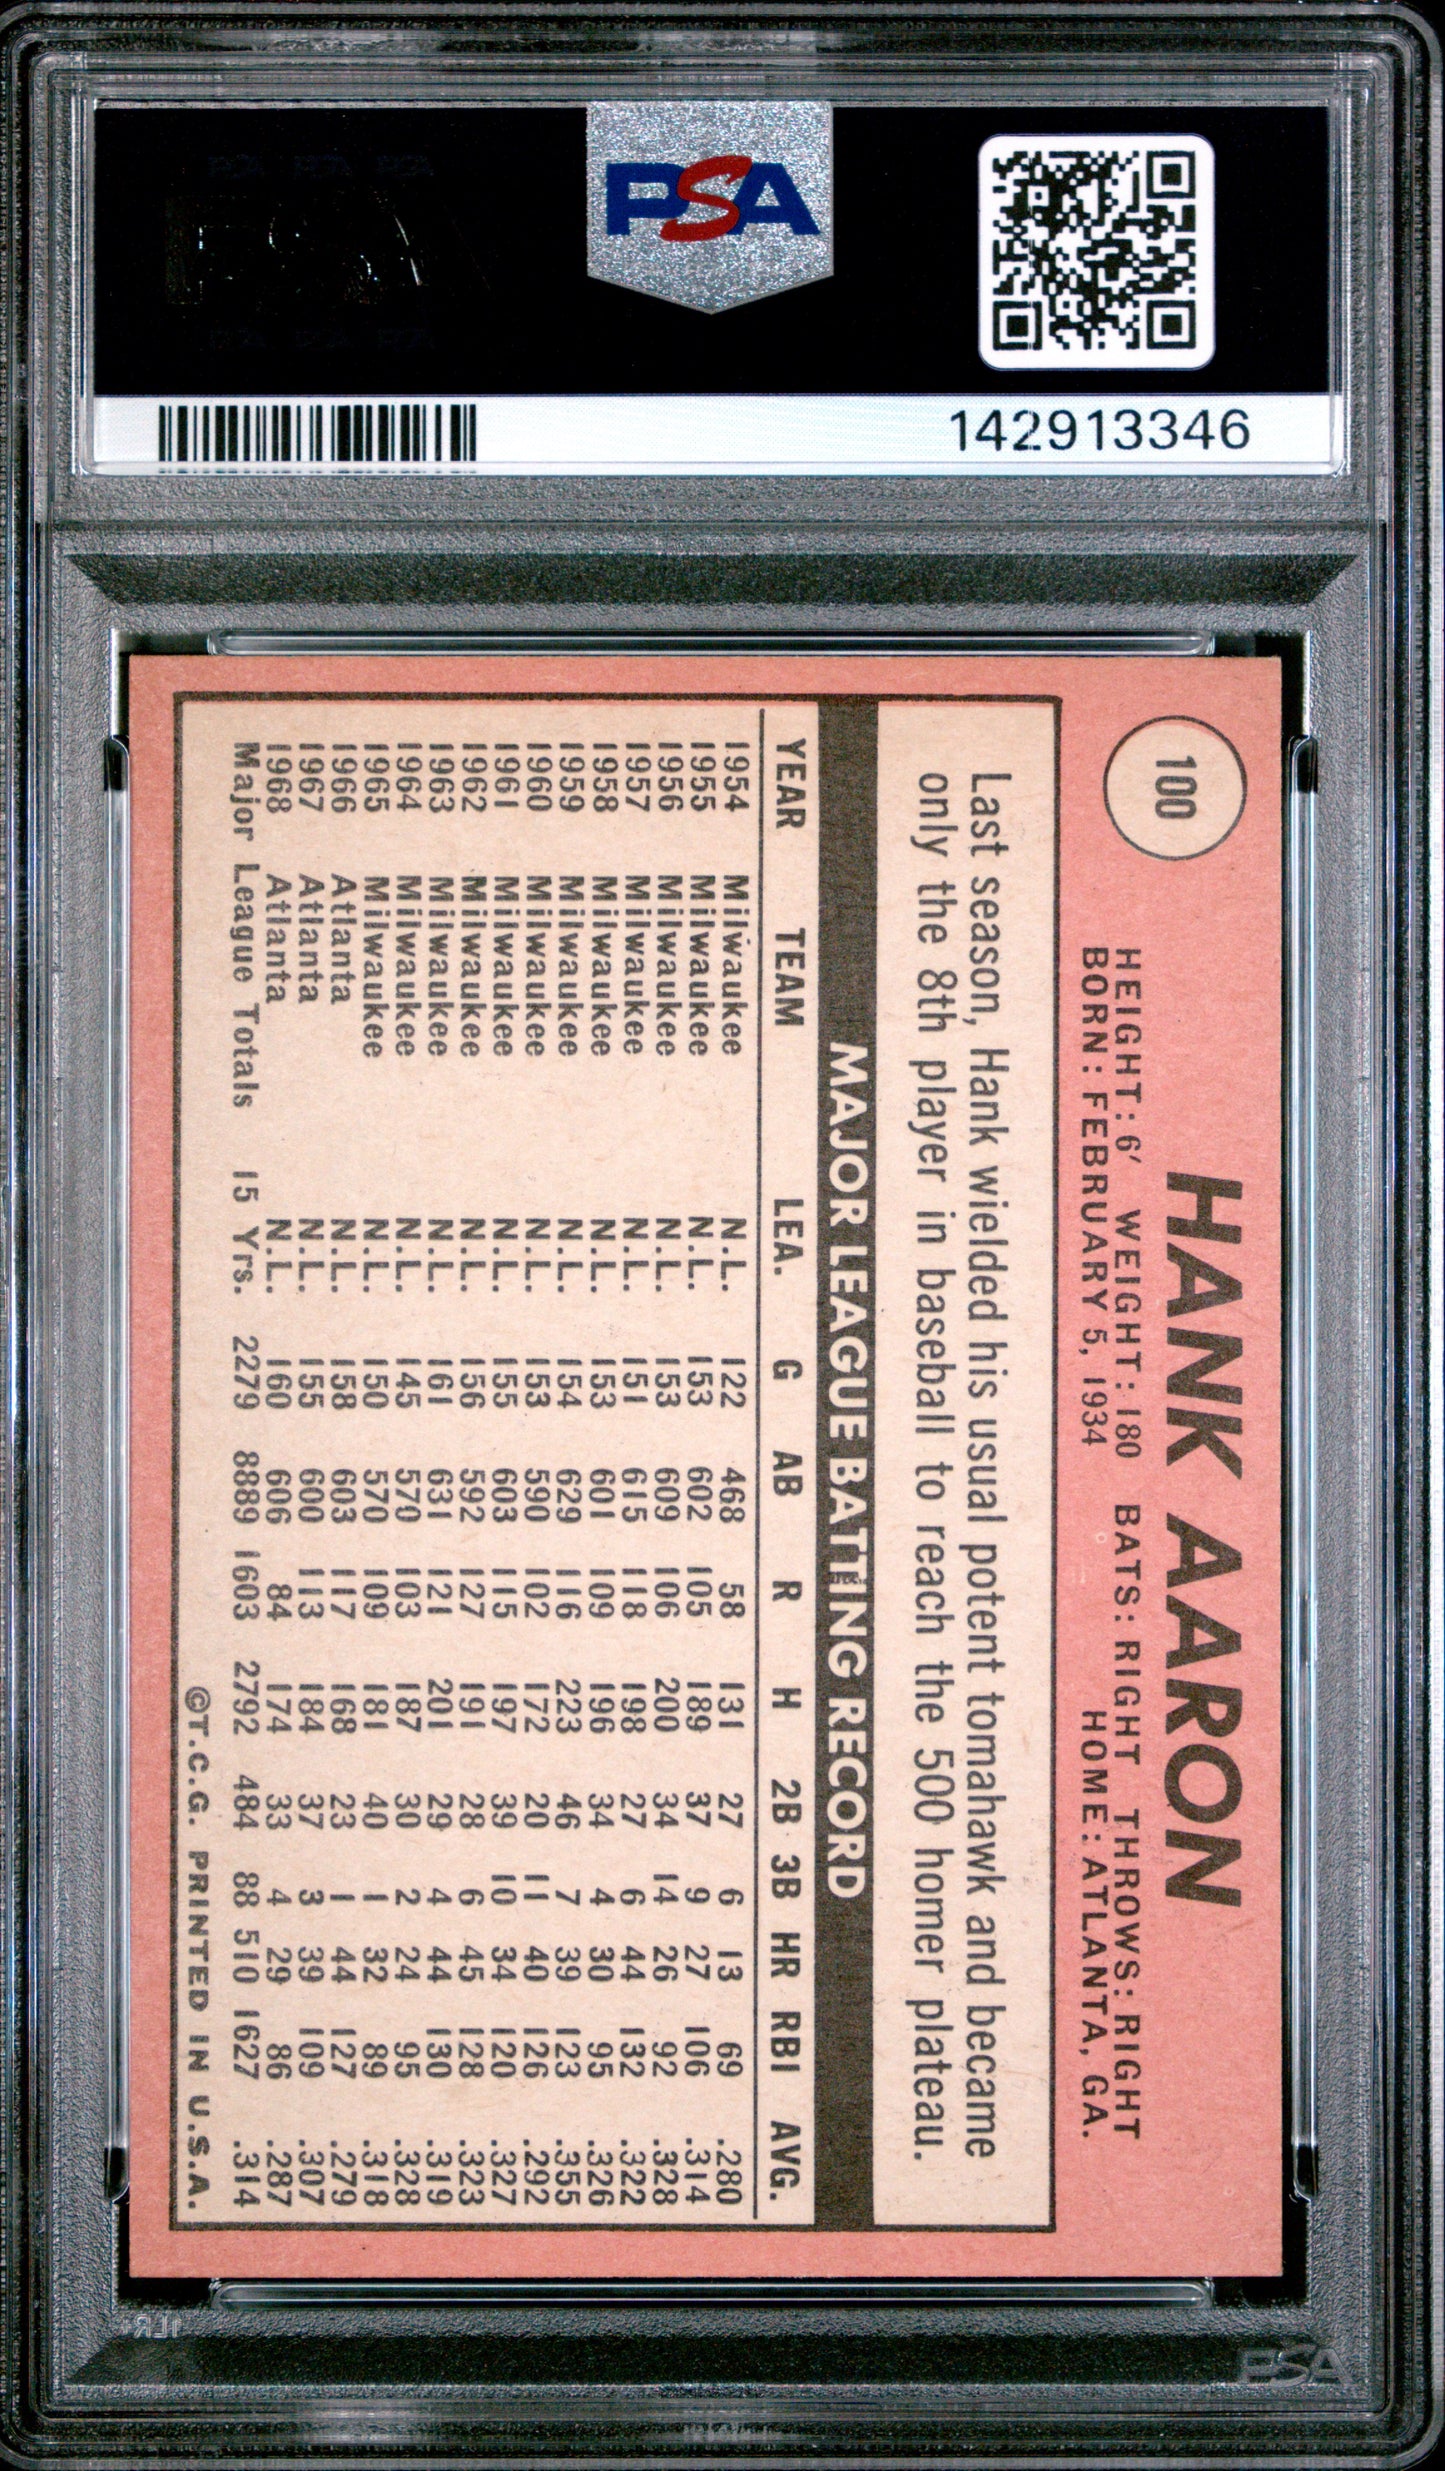 PSA
142913346
100
HANK AARON
HEIGHT: 6' WEIGHT: 180 BATS: RIGHT THROWS: RIGHT
BORN: FEBRUARY 5, 1934 HOME: ATLANTA, GA.
Last season, Hank wielded his usual potent tomahawk and became
only the 8th player in baseball to reach the 500 homer plateau.
MAJOR LEAGUE BATTING RECORD
YEAR TEAM LEA. G AB R H 2B 3B HR RBI AVG.
1954 Milwaukee N.L. 122 468 58 131 27 6 13 69 .280
1955 Milwaukee N.L. 153 602 105 189 37 9 27 106 .314
1956 Milwaukee N.L. 153 609 106 200 34 14 26 92 .328
1957 Milwaukee N.L. 151 615 118 198 27 6 44 132 .322
1958 Milwaukee N.L. 153 601 109 196 34 4 30 95 .326
1959 Milwaukee N.L. 154 629 116 223 46 7 39 123 .355
1960 Milwaukee N.L. 153 590 102 172 20 11 40 126 .292
1961 Milwaukee N.L. 155 603 115 197 39 10 34 120 .327
1962 Milwaukee N.L. 156 592 127 191 28 6 45 128 .323
1963 Milwaukee N.L. 161 631 121 201 29 4 44 130 .319
1964 Milwaukee N.L. 145 570 103 187 30 2 24 95 .328
1965 Milwaukee N.L. 150 570 109 181 40 1 32 89 .318
1966 Atlanta N.L. 158 603 117 168 23 1 44 127 .279
1967 Atlanta N.L. 155 600 113 184 37 3 39 109 .307
1968 Atlanta N.L. 160 606 84 174 33 4 29 86 .287
Major League Totals 15 Yrs. 2279 8889 1603 2792 484 88 510 1627 .314
©T.C.G. PRINTED IN U.S.A.
PSA